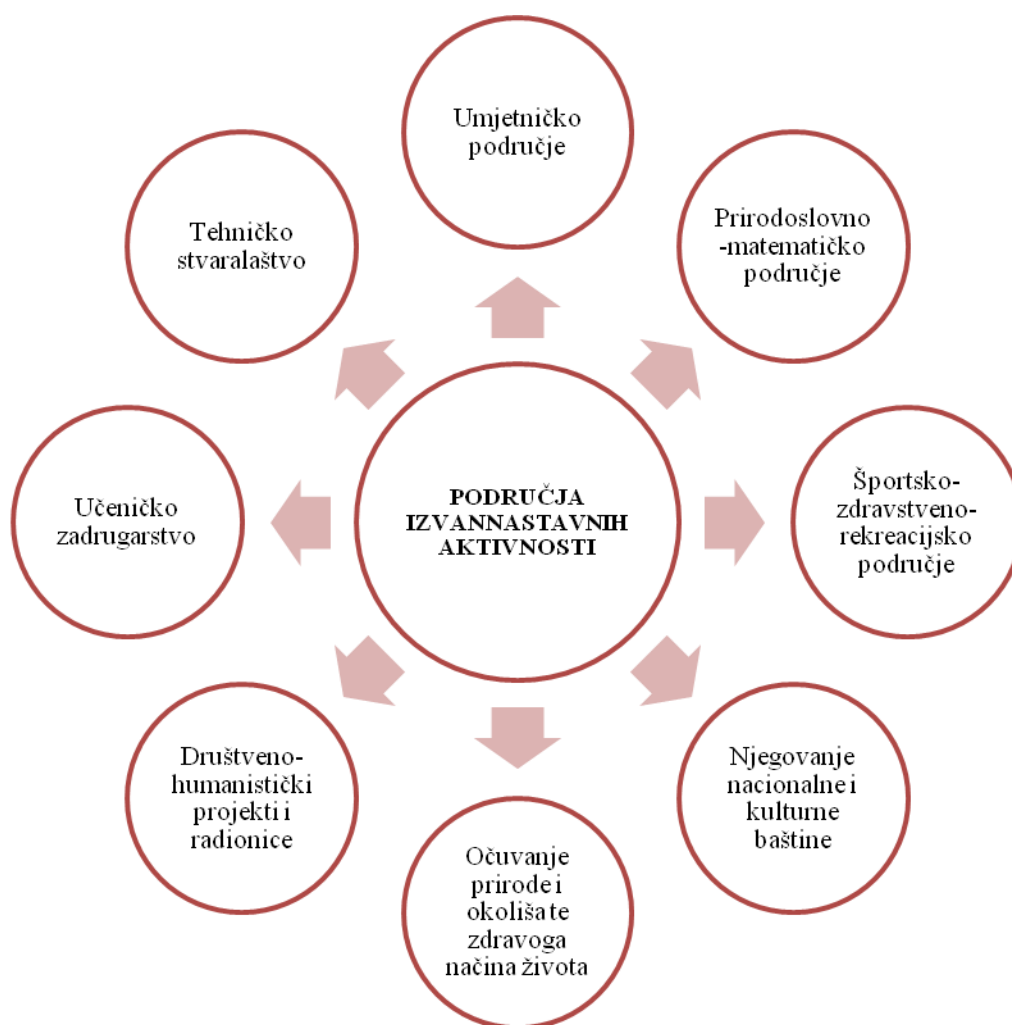 Umjetničko
područje
Prirodoslovno
-matematičko
područje
Športsko-
zdravstveno-
rekreacijsko
područje
Njegovanje
nacionalne i
kulturne
baštine
Očuvanje
prirode i
okoliša te
zdravoga
načina života
Društveno-
humanistički
projekti i
radionice
Učeničko
zadrugarstvo
Tehničko
stvaralaštvo
PODRUČJA
IZVANNASTAVNIH
AKTIVNOSTI